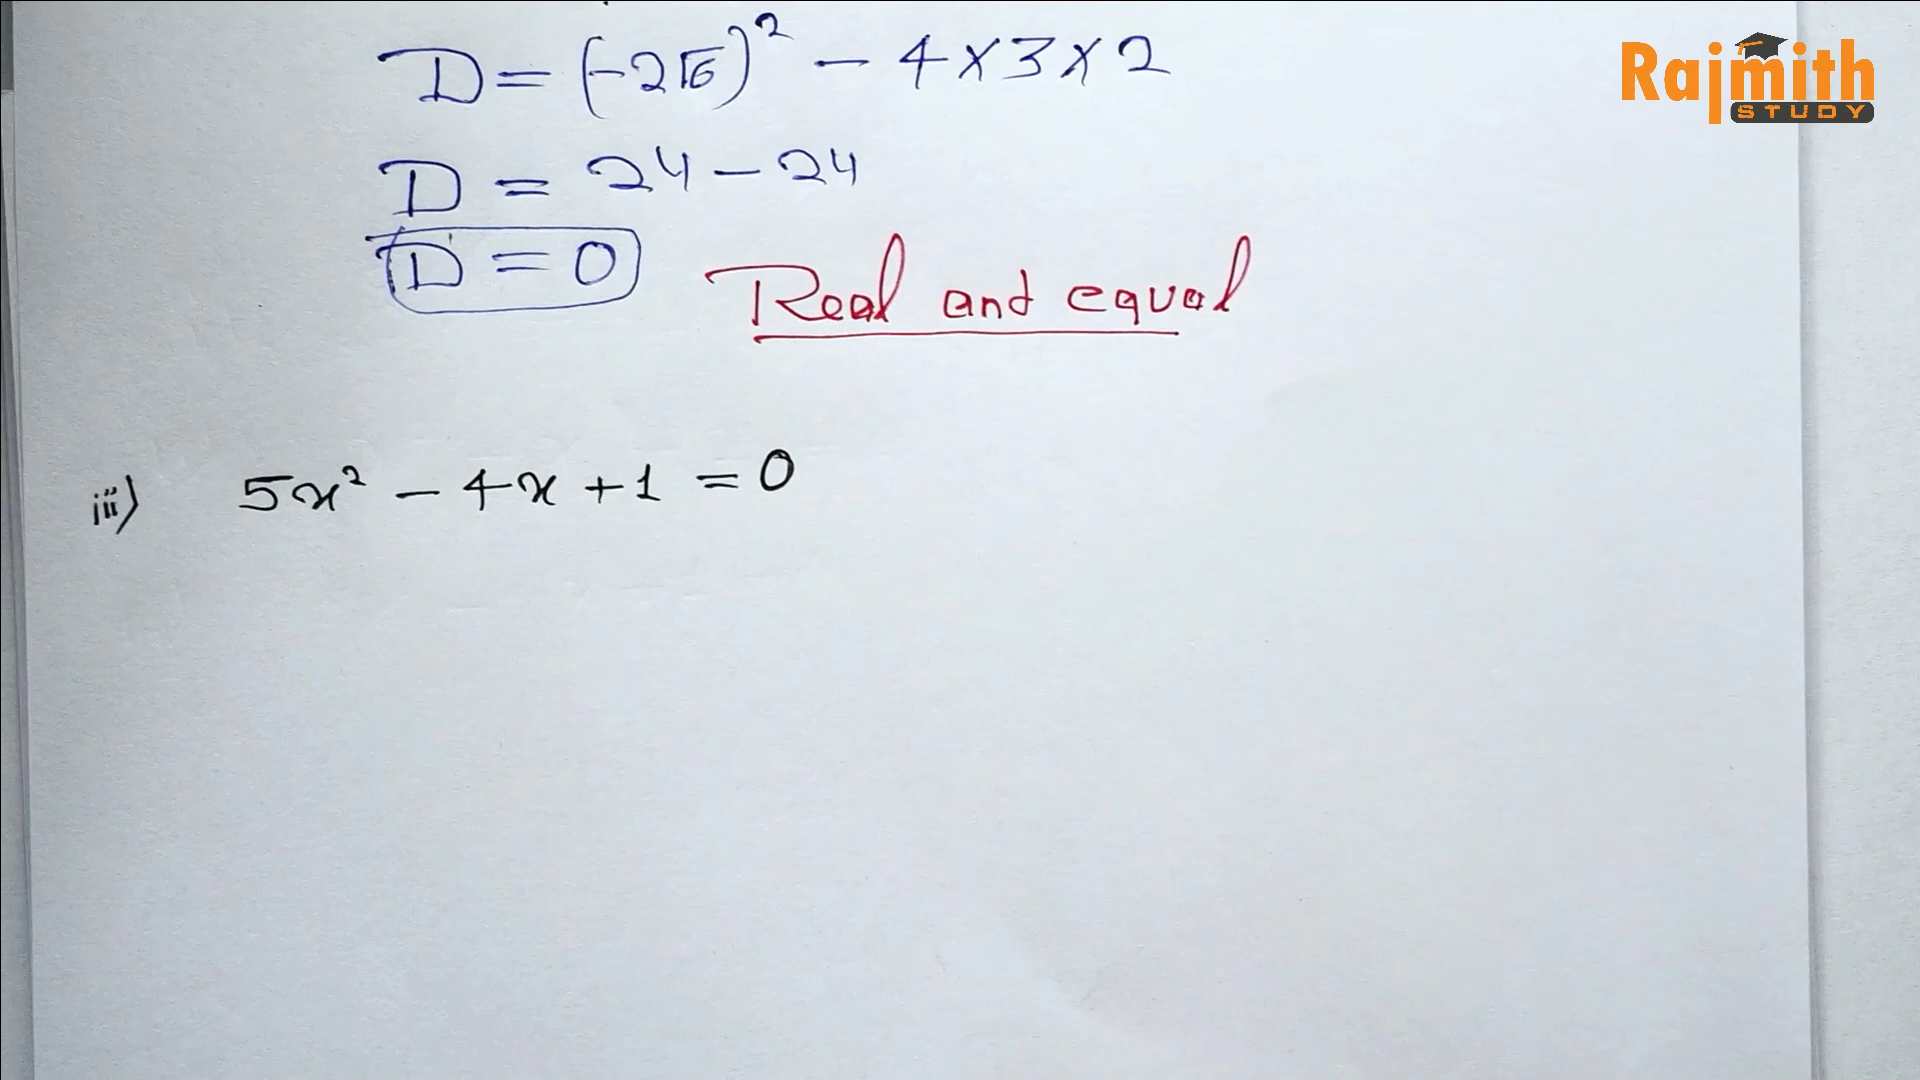 D = (-2√6)² - 4×3×2
Rajmith
STUDY
D = 24 - 24
D = 0
Real and equal
iii) 5x² - 4x + 1 = 0